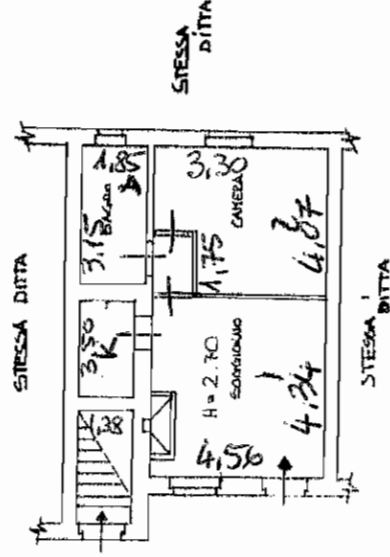 STESSA DITTA
STESSA
DITTA
1,85
3,15
BAGNO
3,30
CAMERA
2
4,07
1,75
3,50
K
H=2.70
SOGGIORNO
1
4,56
4,34
STESSA
DITTA